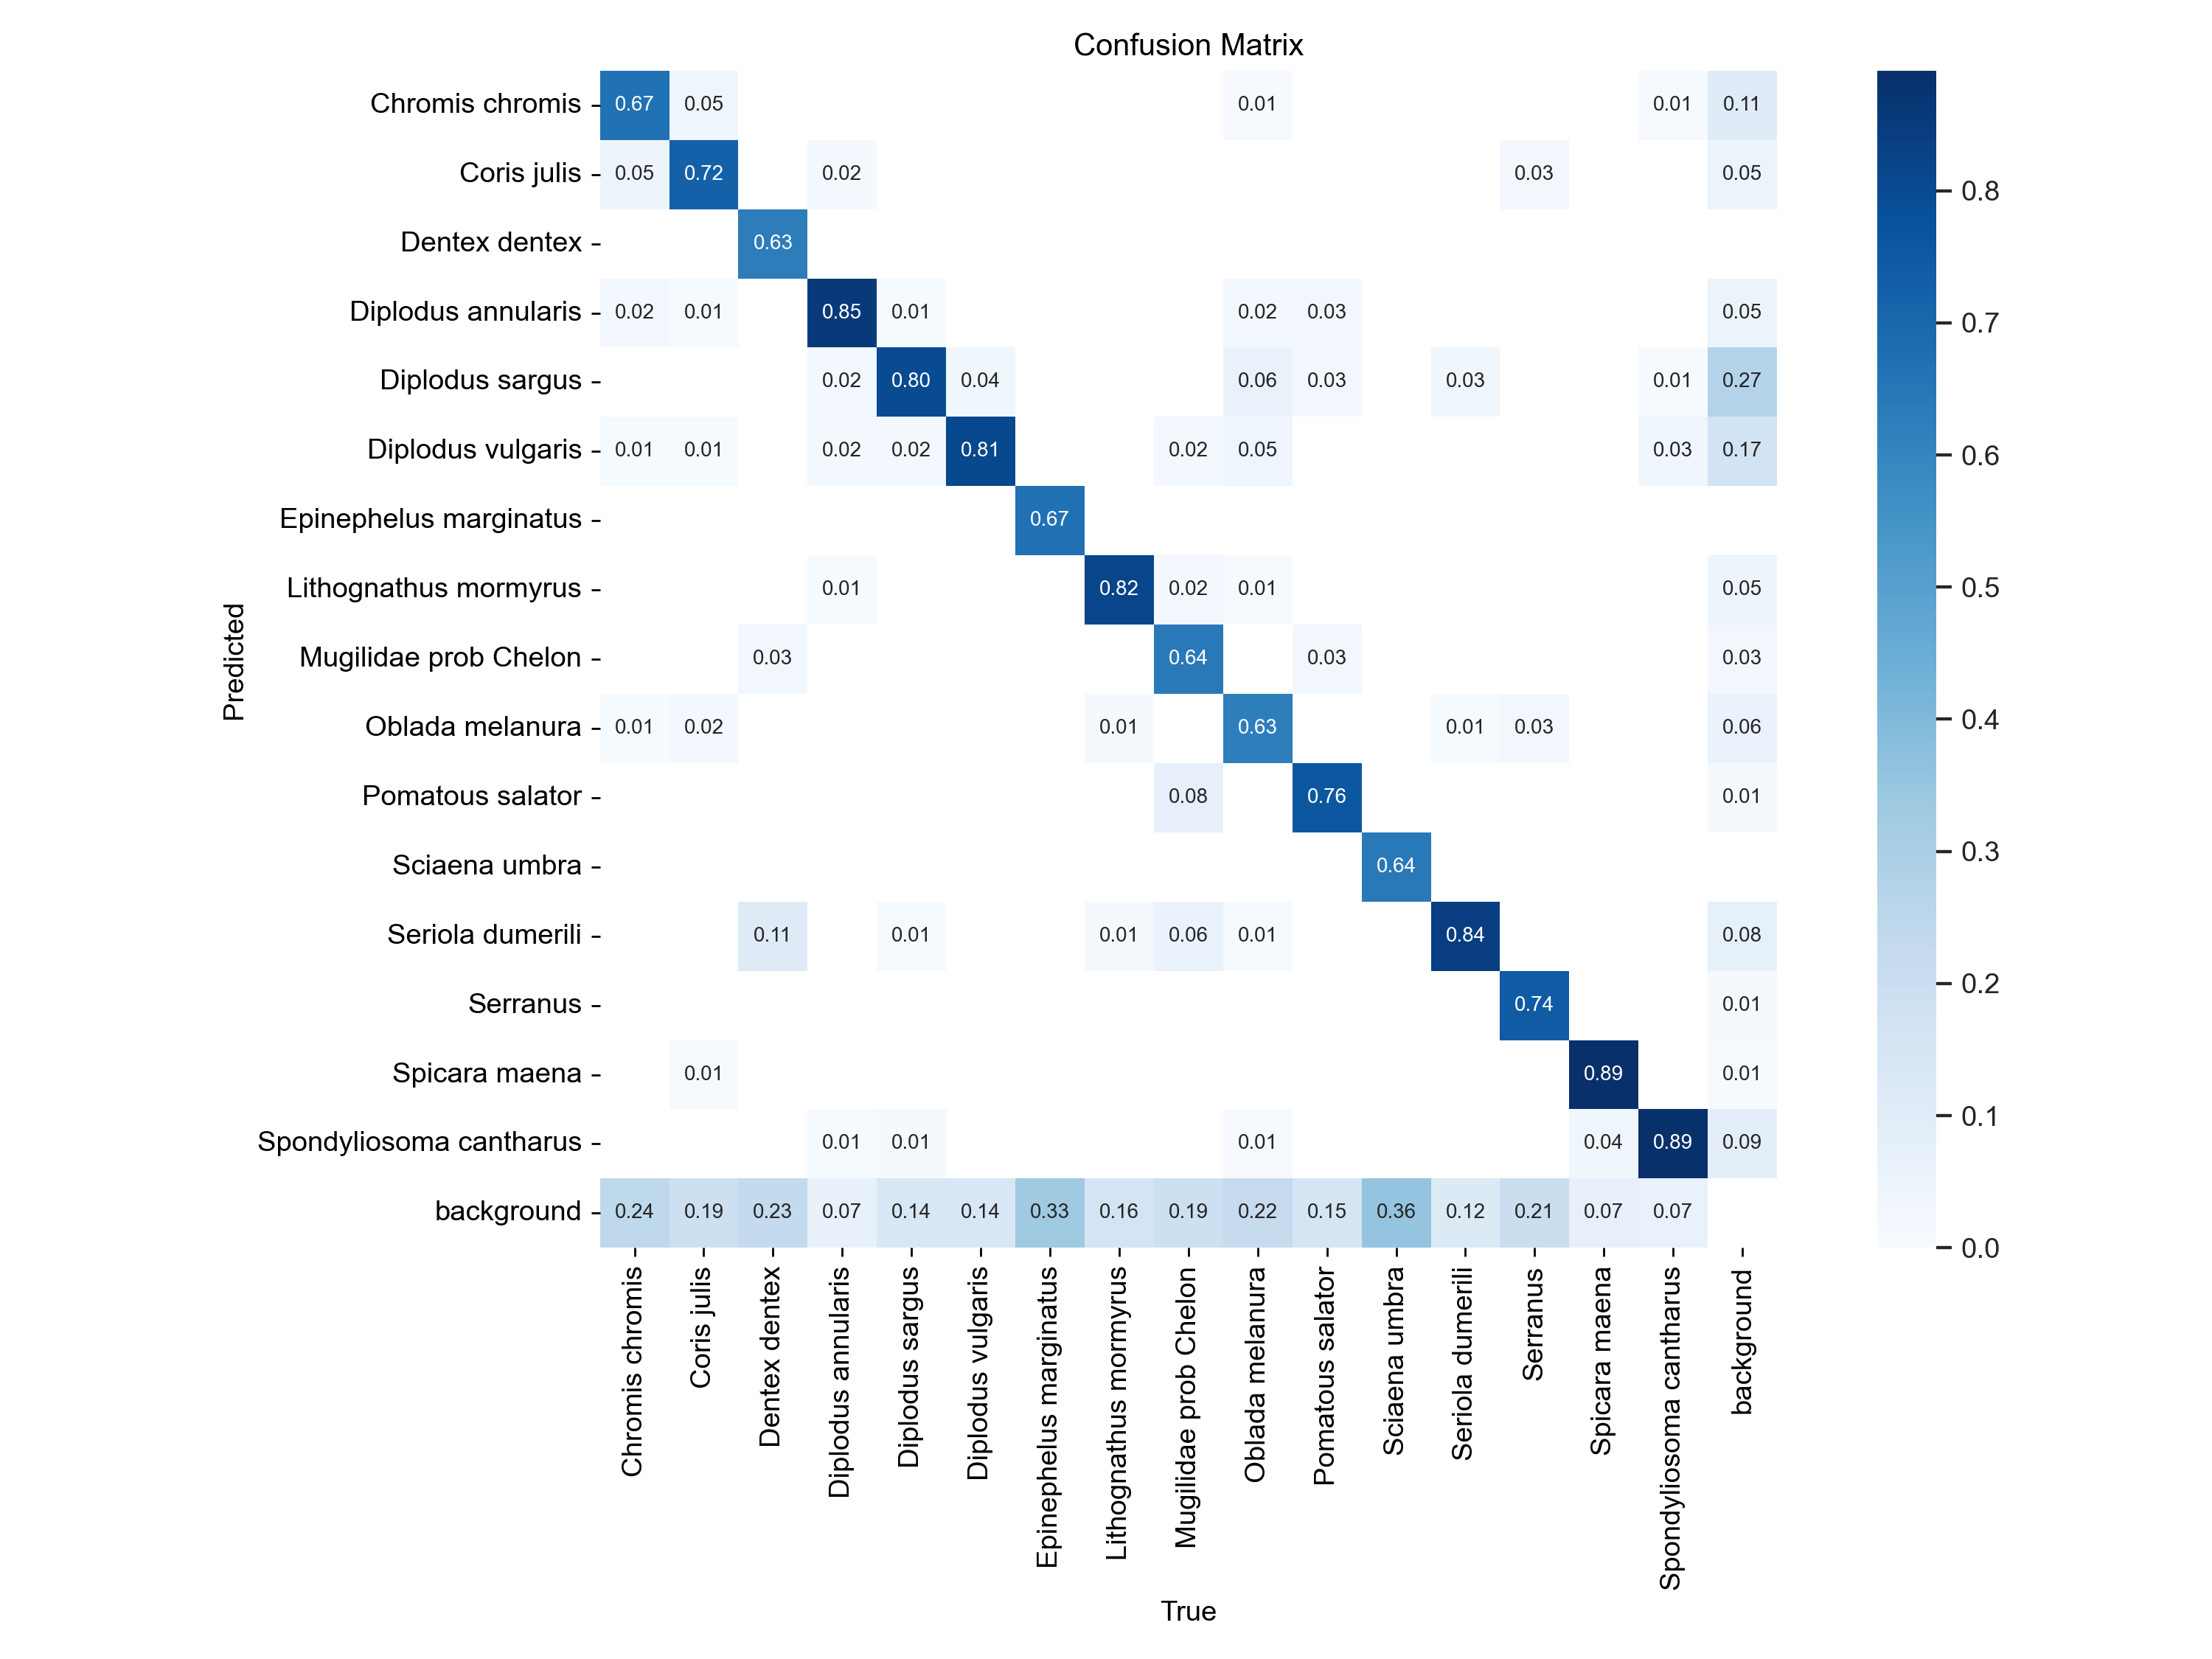 Confusion Matrix
Chromis chromis 0.67 0.05 0.01 0.01 0.11
Coris julis 0.05 0.72 0.02 0.03 0.05
Dentex dentex 0.63
Diplodus annularis 0.02 0.01 0.85 0.01 0.02 0.03 0.05
Diplodus sargus 0.02 0.80 0.04 0.06 0.03 0.03 0.01 0.27
Diplodus vulgaris 0.01 0.01 0.02 0.02 0.81 0.02 0.05 0.03 0.17
Epinephelus marginatus 0.67
Lithognathus mormyrus 0.01 0.82 0.02 0.01 0.05
Mugilidae prob Chelon 0.03 0.64 0.03 0.03
Oblada melanura 0.01 0.02 0.01 0.63 0.01 0.03 0.06
Pomatous salator 0.08 0.76 0.01
Sciaena umbra 0.64
Seriola dumerili 0.11 0.01 0.01 0.06 0.01 0.84 0.08
Serranus 0.74 0.01
Spicara maena 0.01 0.89 0.01
Spondyliosoma cantharus 0.01 0.01 0.01 0.04 0.89 0.09
background 0.24 0.19 0.23 0.07 0.14 0.14 0.33 0.16 0.19 0.22 0.15 0.36 0.12 0.21 0.07 0.07
Predicted
Chromis chromis
Coris julis
Dentex dentex
Diplodus annularis
Diplodus sargus
Diplodus vulgaris
Epinephelus marginatus
Lithognathus mormyrus
Mugilidae prob Chelon
Oblada melanura
Pomatous salator
Sciaena umbra
Seriola dumerili
Serranus
Spicara maena
Spondyliosoma cantharus
background
True
0.8
0.7
0.6
0.5
0.4
0.3
0.2
0.1
0.0